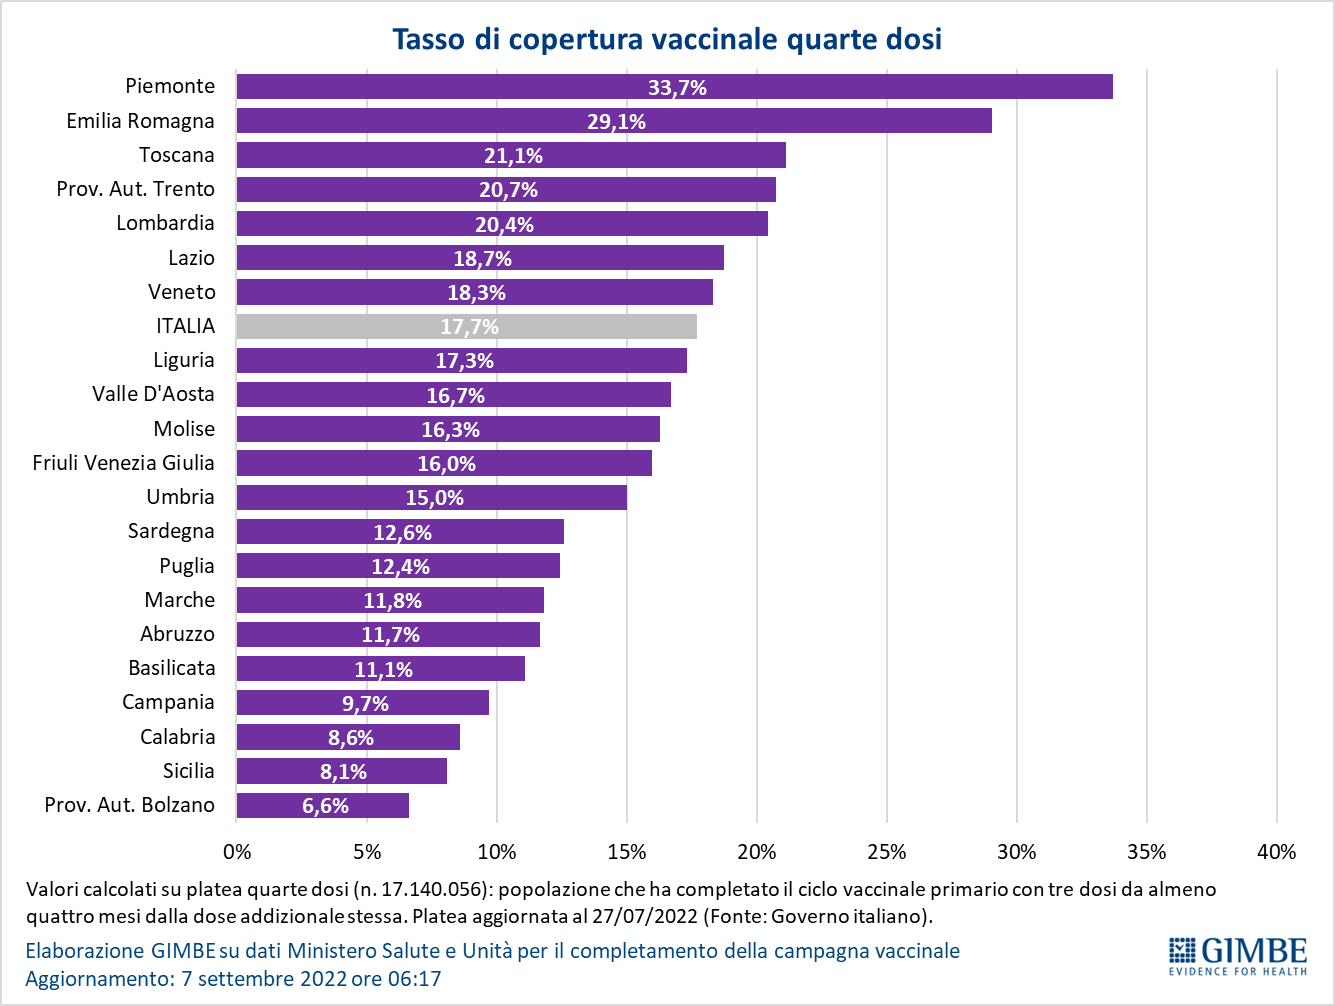 Tasso di copertura vaccinale quarte dosi
Piemonte 33,7%
Emilia Romagna 29,1%
Toscana 21,1%
Prov. Aut. Trento 20,7%
Lombardia 20,4%
Lazio 18,7%
Veneto 18,3%
ITALIA 17,7%
Liguria 17,3%
Valle D'Aosta 16,7%
Molise 16,3%
Friuli Venezia Giulia 16,0%
Umbria 15,0%
Sardegna 12,6%
Puglia 12,4%
Marche 11,8%
Abruzzo 11,7%
Basilicata 11,1%
Campania 9,7%
Calabria 8,6%
Sicilia 8,1%
Prov. Aut. Bolzano 6,6%
0% 5% 10% 15% 20% 25% 30% 35% 40%
Valori calcolati su platea quarte dosi (n. 17.140.056): popolazione che ha completato il ciclo vaccinale primario con tre dosi da almeno
quattro mesi dalla dose addizionale stessa. Platea aggiornata al 27/07/2022 (Fonte: Governo italiano).
Elaborazione GIMBE su dati Ministero Salute e Unità per il completamento della campagna vaccinale
Aggiornamento: 7 settembre 2022 ore 06:17
GIMBE
EVIDENCE FOR HEALTH